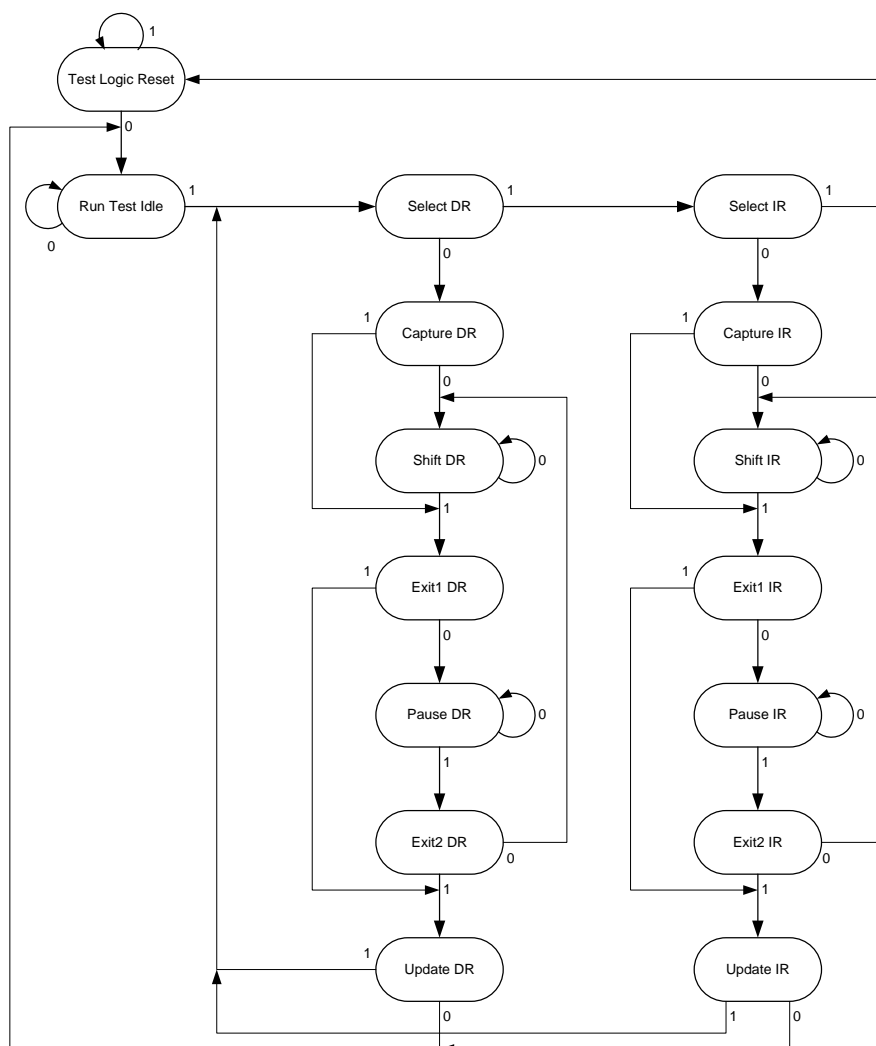 1
Test Logic Reset
0
Run Test Idle
1
0
Select DR
1
0
Select IR
1
0
1
Capture DR
0
1
Capture IR
0
Shift DR
0
1
Shift IR
0
1
1
Exit1 DR
0
1
Exit1 IR
0
Pause DR
0
1
Pause IR
0
1
Exit2 DR
0
1
Exit2 IR
0
1
1
Update DR
0
Update IR
1
0